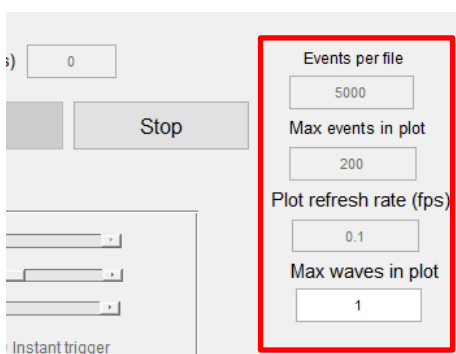 Events per file
s) 0
5000
Stop
Max events in plot
200
Plot refresh rate (fps)
0.1
Max waves in plot
1
Instant trigger